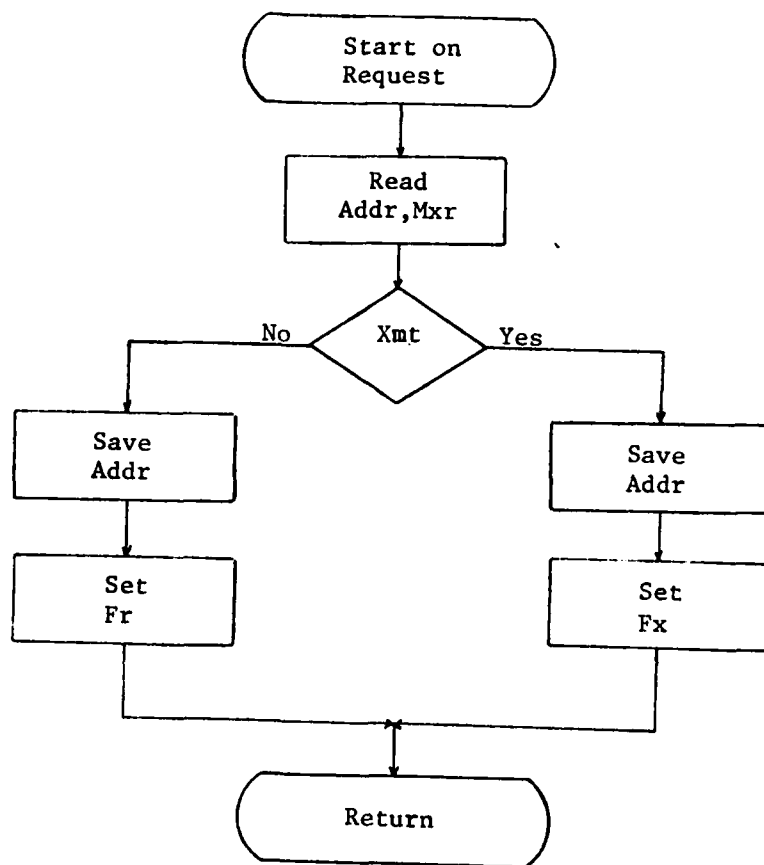 Start on
Request
Read
Addr,Mxr
Xmt
No
Yes
Save
Addr
Save
Addr
Set
Fr
Set
Fx
Return